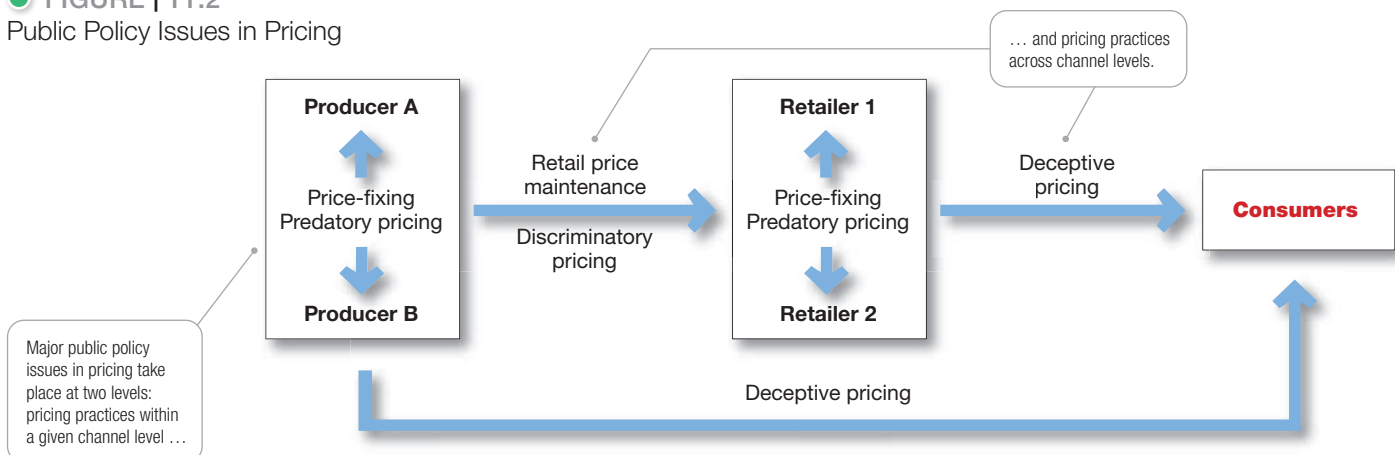 FIGURE | 11.2
Public Policy Issues in Pricing
… and pricing practices
across channel levels.
Producer A
Price-fixing
Predatory pricing
Producer B
Retail price
maintenance
Discriminatory
pricing
Retailer 1
Price-fixing
Predatory pricing
Retailer 2
Deceptive
pricing
Consumers
Major public policy
issues in pricing take
place at two levels:
pricing practices within
a given channel level …
Deceptive pricing